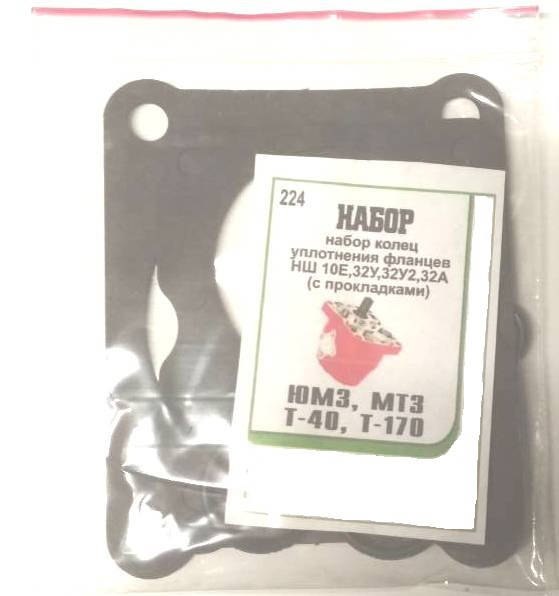 224
НАБОР
набор колец
уплотнения фланцев
НШ 10Е,32У,32У2,32А
(с прокладками)
ЮМЗ, МТЗ
Т-40, Т-170